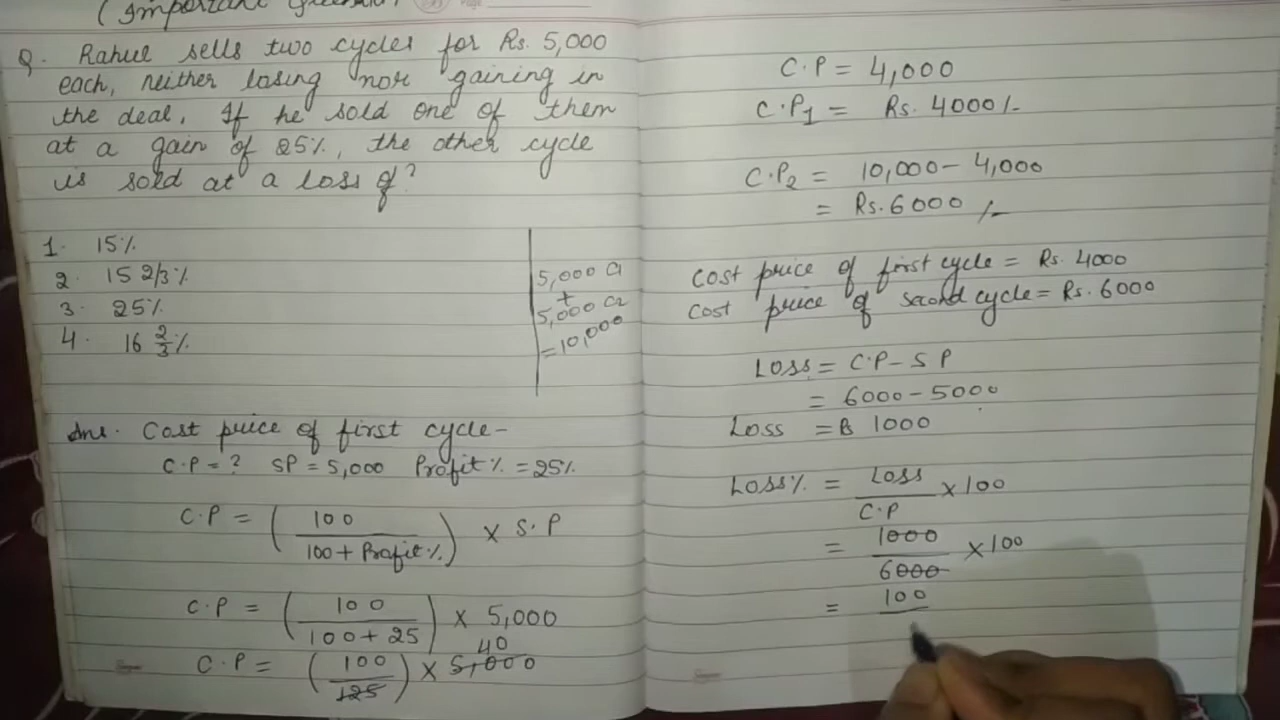 (Important Question)
Q. Rahul sells two cycles for Rs. 5,000
each, neither losing nor gaining in
the deal. If he sold one of them
at a gain of 25%, the other cycle
is sold at a loss of?
1. 15%
2. 15 2/3%
3. 25%
4. 16 2/3%
5,000 C1
+
5,000 C2
= 10,000
Ans. Cost price of first cycle-
C.P = ? SP = 5,000 Profit% = 25%
C.P = (100 / 100 + Profit%) × S.P
C.P = (100 / 100 + 25) × 5,000
40
C.P = (100 / 125) × 5,000
C.P = 4,000
C.P1 = Rs. 4000/-
C.P2 = 10,000 - 4,000
= Rs. 6000/-
Cost price of first cycle = Rs. 4000
Cost price of second cycle = Rs. 6000
Loss = C.P - S P
= 6000 - 5000
Loss = Rs 1000
Loss% = Loss / C.P × 100
= 1000 / 6000 × 100
= 100